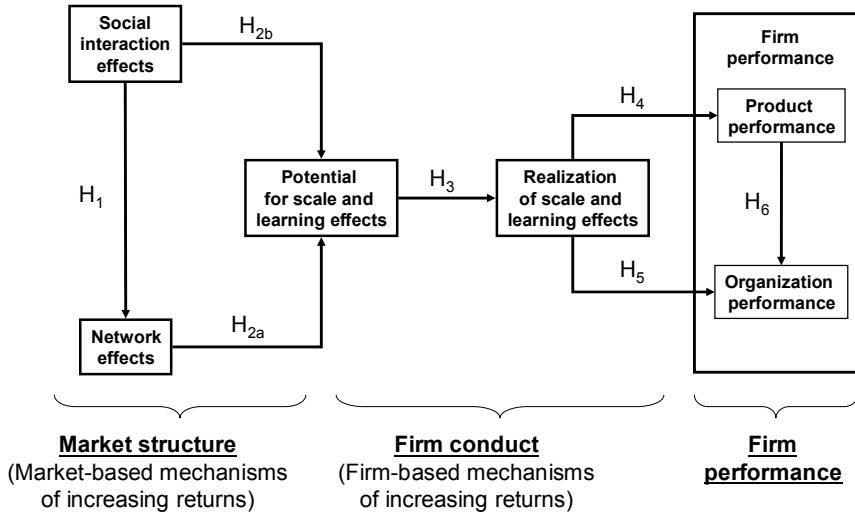 Social
interaction
effects
H2b
Firm
performance
H4
Product
performance
H1
Potential
for scale and
learning effects
H3
Realization
of scale and
learning effects
H6
H5
Organization
performance
Network
effects
H2a
Market structure
(Market-based mechanisms
of increasing returns)
Firm conduct
(Firm-based mechanisms
of increasing returns)
Firm
performance